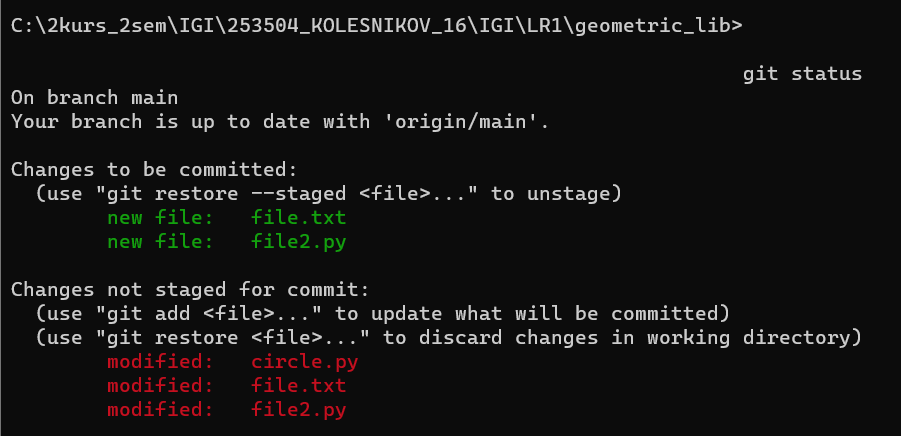 C:\2kurs_2sem\IGI\253504_KOLESNIKOV_16\IGI\LR1\geometric_lib>
git status
On branch main
Your branch is up to date with 'origin/main'.
Changes to be committed:
(use "git restore --staged <file>..." to unstage)
new file:   file.txt
new file:   file2.py
Changes not staged for commit:
(use "git add <file>..." to update what will be committed)
(use "git restore <file>..." to discard changes in working directory)
modified:   circle.py
modified:   file.txt
modified:   file2.py